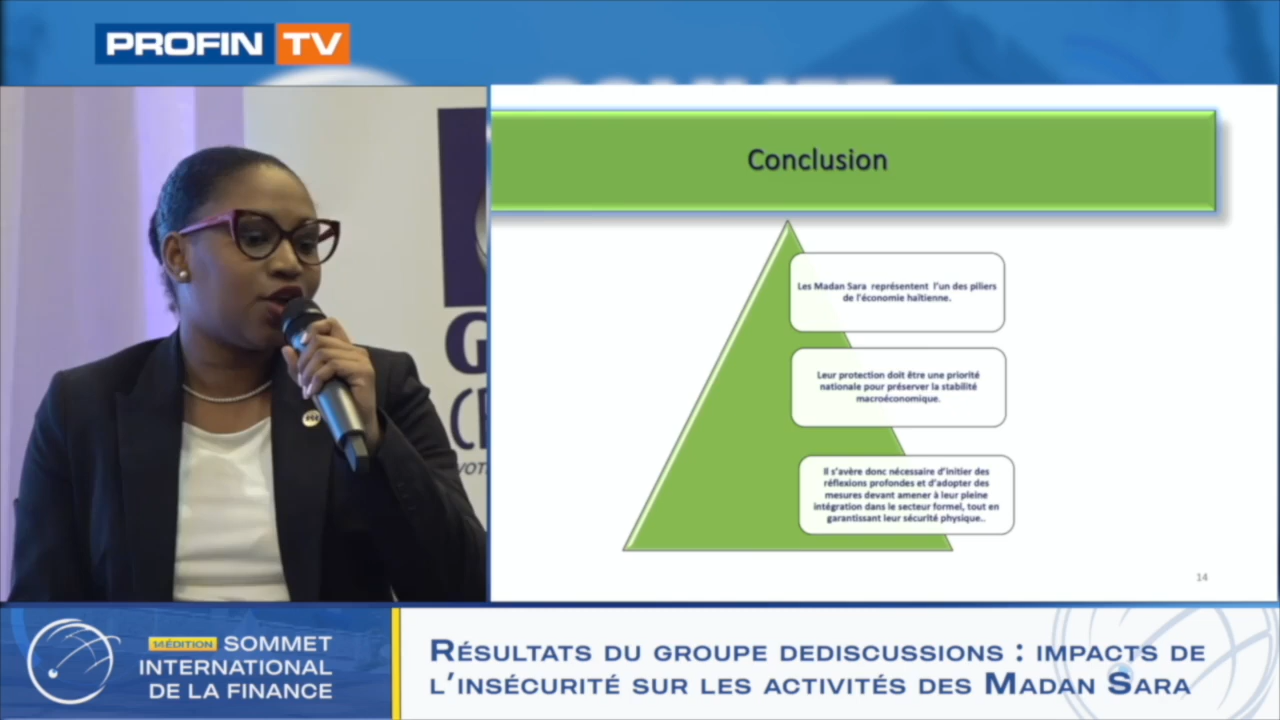 PROFIN TV
Conclusion
Les Madan Sara représentent l'un des piliers
de l'économie haïtienne.
Leur protection doit être une priorité
nationale pour préserver la stabilité
macroéconomique.
Il s'avère donc nécessaire d'initier des
réflexions profondes et d'adopter des
mesures devant amener à leur pleine
intégration dans le secteur formel, tout en
garantissant leur sécurité physique..
14
14 ÉDITION SOMMET
INTERNATIONAL
DE LA FINANCE
RÉSULTATS DU GROUPE DEDISCUSSIONS : IMPACTS DE
L'INSÉCURITÉ SUR LES ACTIVITÉS DES MADAN SARA